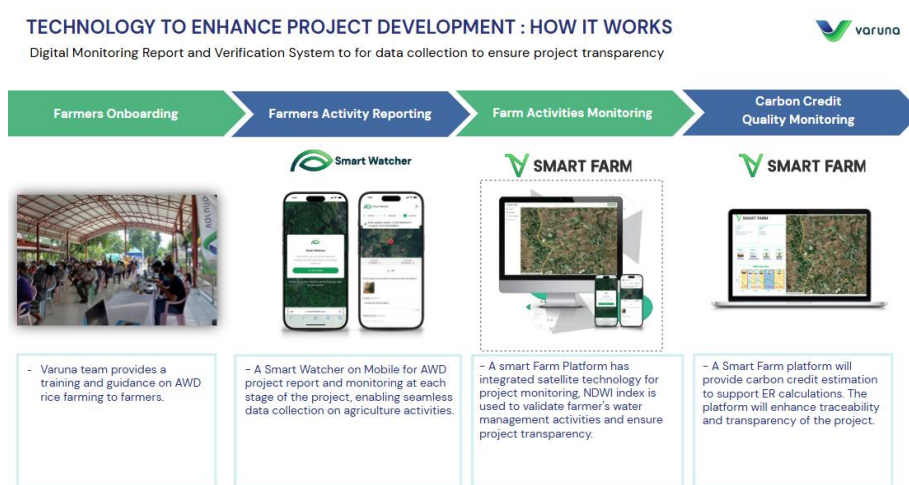 TECHNOLOGY TO ENHANCE PROJECT DEVELOPMENT : HOW IT WORKS
varuna
Digital Monitoring Report and Verification System to for data collection to ensure project transparency
Farmers Onboarding
Farmers Activity Reporting
Farm Activities Monitoring
Carbon Credit
Quality Monitoring
Smart Watcher
SMART FARM
SMART FARM
varuna
Smart Watcher
SMART FARM
- Varuna team provides a
training and guidance on AWD
rice farming to farmers.
- A Smart Watcher on Mobile for AWD
project report and monitoring at each
stage of the project, enabling seamless
data collection on agriculture activities.
- A smart Farm Platform has
integrated satellite technology for
project monitoring, NDWI index is
used to validate farmer's water
management activities and ensure
project transparency.
- A Smart Farm platform will
provide carbon credit estimation
to support ER calculations. The
platform will enhance traceability
and transparency of the project.